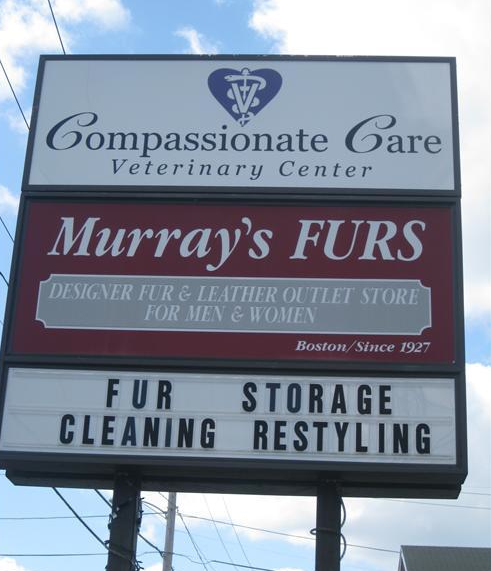 V
Compassionate Care
Veterinary Center
Murray's FURS
DESIGNER FUR & LEATHER OUTLET STORE
FOR MEN & WOMEN
Boston/Since 1927
FUR STORAGE
CLEANING RESTYLING